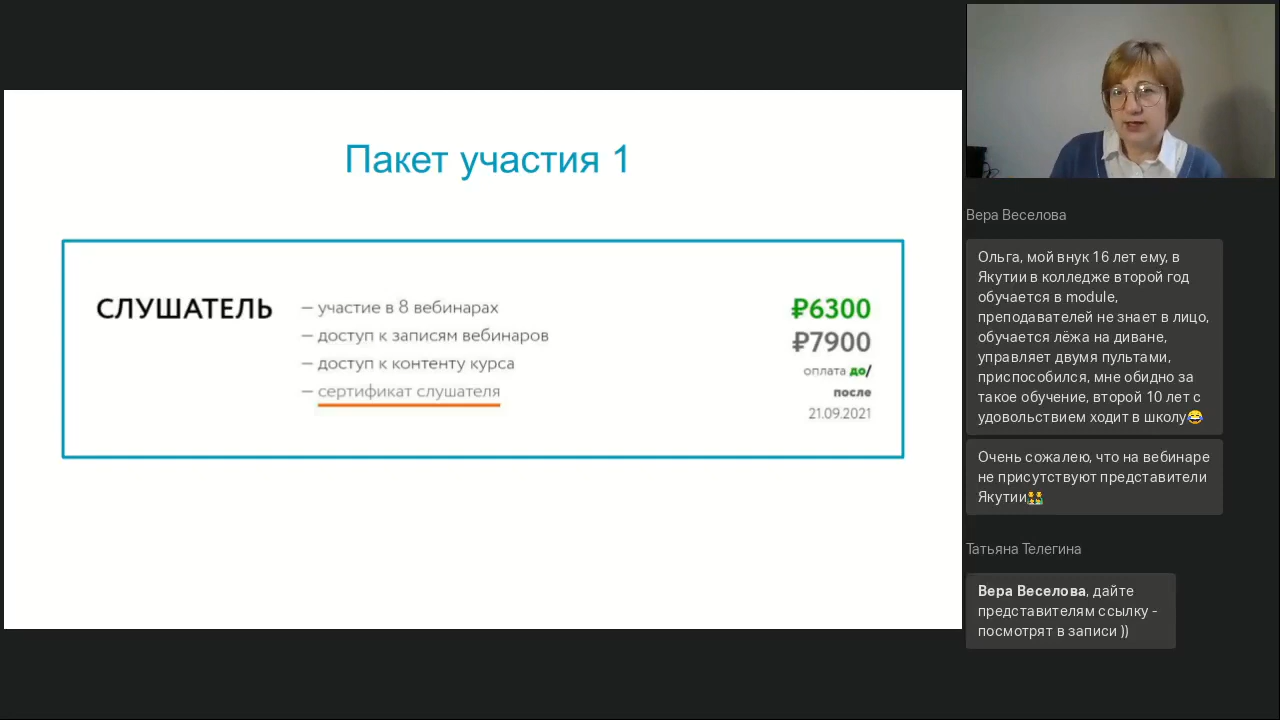 Пакет участия 1
СЛУШАТЕЛЬ
— участие в 8 вебинарах
— доступ к записям вебинаров
— доступ к контенту курса
— сертификат слушателя
₽6300
₽7900
оплата до/
после
21.09.2021
Вера Веселова
Ольга, мой внук 16 лет ему, в
Якутии в колледже второй год
обучается в module,
преподавателей не знает в лицо,
обучается лёжа на диване,
управляет двумя пультами,
приспособился, мне обидно за
такое обучение, второй 10 лет с
удовольствием ходит в школу😂
Очень сожалею, что на вебинаре
не присутствуют представители
Якутии👯
Татьяна Телегина
Вера Веселова, дайте
представителям ссылку -
посмотрят в записи ))